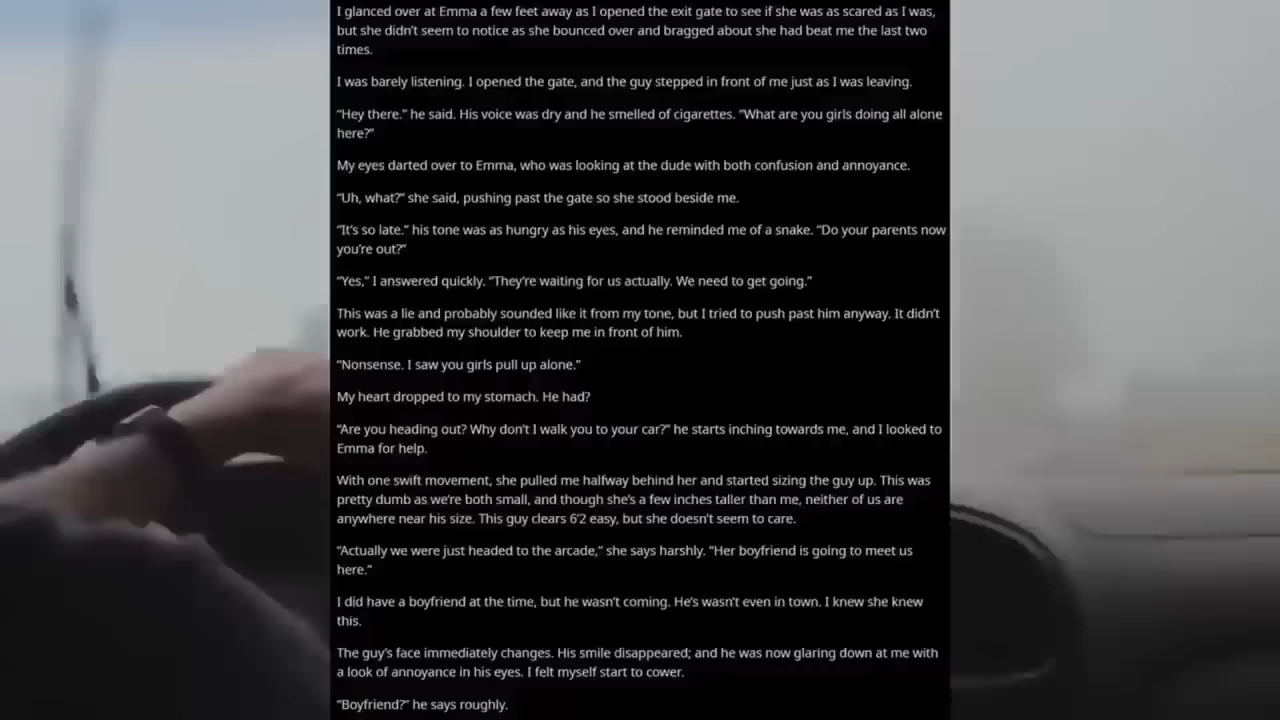 I glanced over at Emma a few feet away as I opened the exit gate to see if she was as scared as I was,
but she didn't seem to notice as she bounced over and bragged about she had beat me the last two
times.
I was barely listening. I opened the gate, and the guy stepped in front of me just as I was leaving.
“Hey there.” he said. His voice was dry and he smelled of cigarettes. “What are you girls doing all alone
here?”
My eyes darted over to Emma, who was looking at the dude with both confusion and annoyance.
“Uh, what?” she said, pushing past the gate so she stood beside me.
“It's so late.” his tone was as hungry as his eyes, and he reminded me of a snake. “Do your parents now
you're out?”
“Yes,” I answered quickly. “They're waiting for us actually. We need to get going.”
This was a lie and probably sounded like it from my tone, but I tried to push past him anyway. It didn't
work. He grabbed my shoulder to keep me in front of him.
“Nonsense. I saw you girls pull up alone.”
My heart dropped to my stomach. He had?
“Are you heading out? Why don't I walk you to your car?” he starts inching towards me, and I looked to
Emma for help.
With one swift movement, she pulled me halfway behind her and started sizing the guy up. This was
pretty dumb as we're both small, and though she's a few inches taller than me, neither of us are
anywhere near his size. This guy clears 6'2 easy, but she doesn't seem to care.
“Actually we were just headed to the arcade,” she says harshly. “Her boyfriend is going to meet us
here.”
I did have a boyfriend at the time, but he wasn't coming. He's wasn't even in town. I knew she knew
this.
The guy's face immediately changes. His smile disappeared; and he was now glaring down at me with
a look of annoyance in his eyes. I felt myself start to cower.
“Boyfriend?” he says roughly.